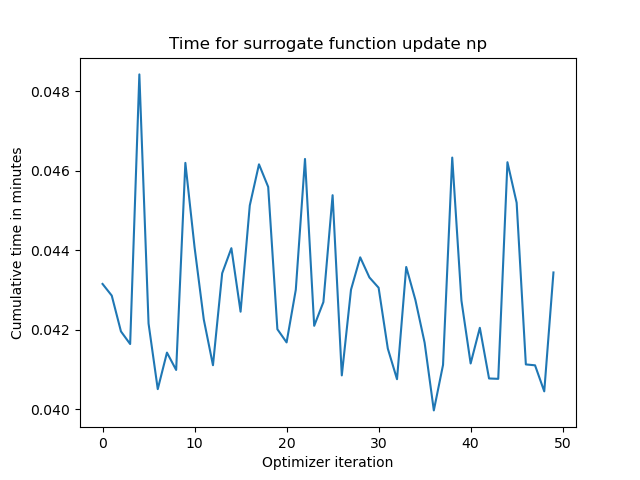 Time for surrogate function update np
Cumulative time in minutes
0.048
0.046
0.044
0.042
0.040
0 10 20 30 40 50
Optimizer iteration